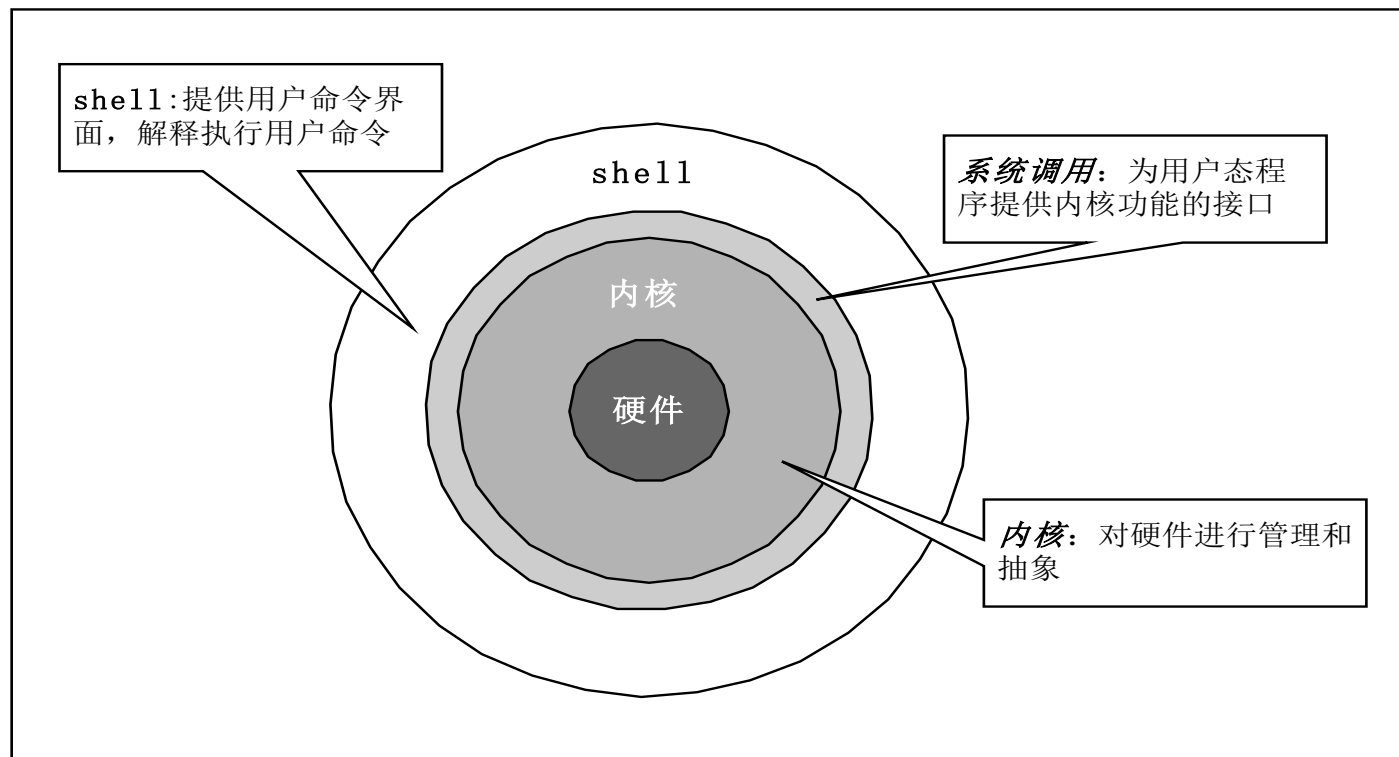 shell:提供用户命令界
面，解释执行用户命令
shell
系统调用：为用户态程
序提供内核功能的接口
内核
硬件
内核：对硬件进行管理和
抽象